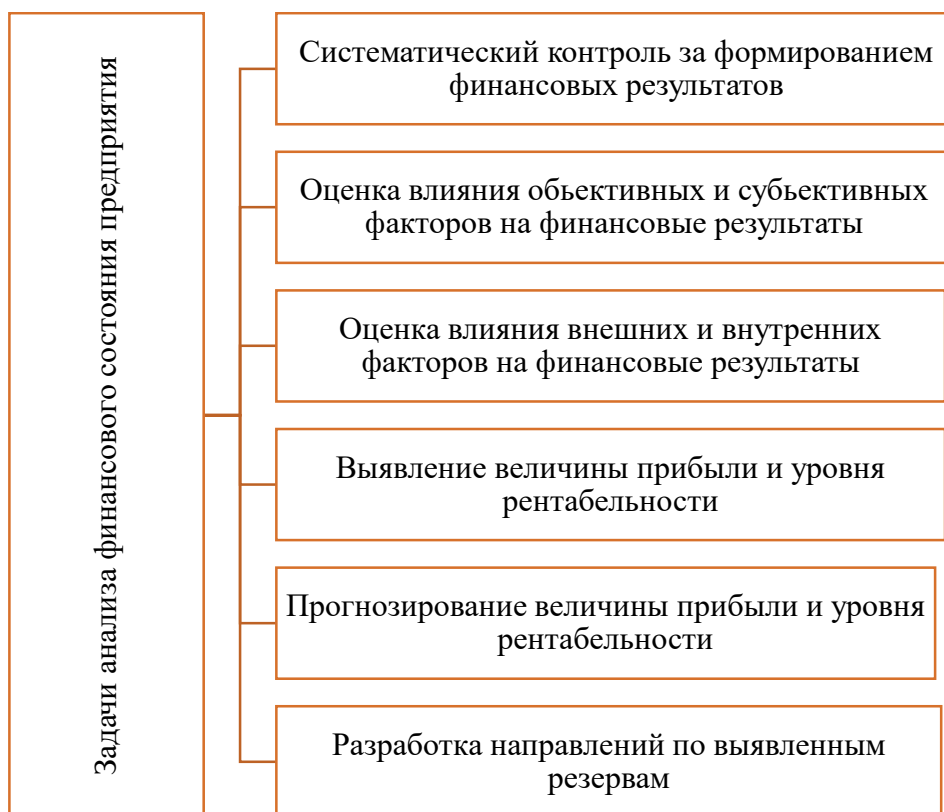 Задачи анализа финансового состояния предприятия
Систематический контроль за формированием
финансовых результатов
Оценка влияния обьективных и субьективных
факторов на финансовые результаты
Оценка влияния внешних и внутренних
факторов на финансовые результаты
Выявление величины прибыли и уровня
рентабельности
Прогнозирование величины прибыли и уровня
рентабельности
Разработка направлений по выявленным
резервам